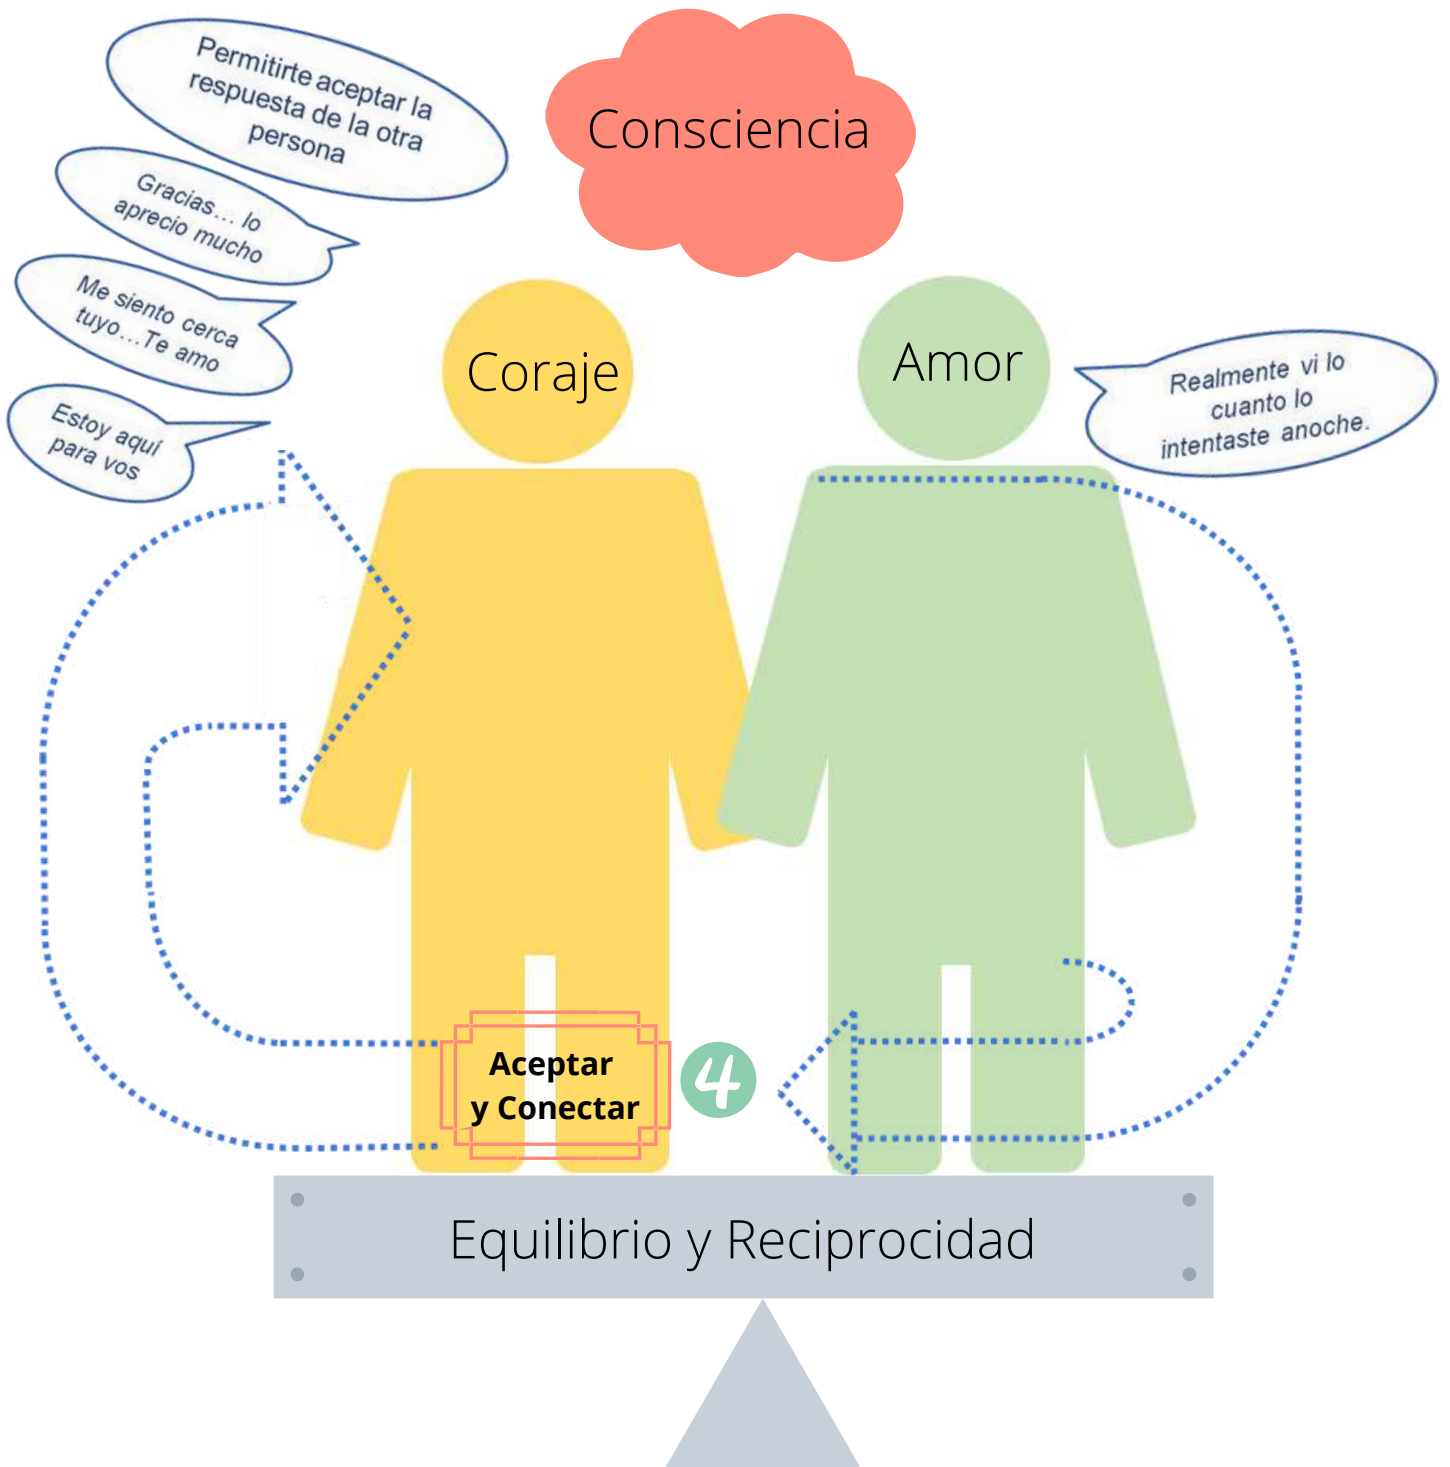 Permitirte aceptar la
respuesta de la otra
persona
Consciencia
Gracias... lo
aprecio mucho
Me siento cerca
tuyo...Te amo
Estoy aquí
para vos
Coraje
Amor
Realmente vi lo
cuanto lo
intentaste anoche.
Aceptar
y Conectar
4
Equilibrio y Reciprocidad